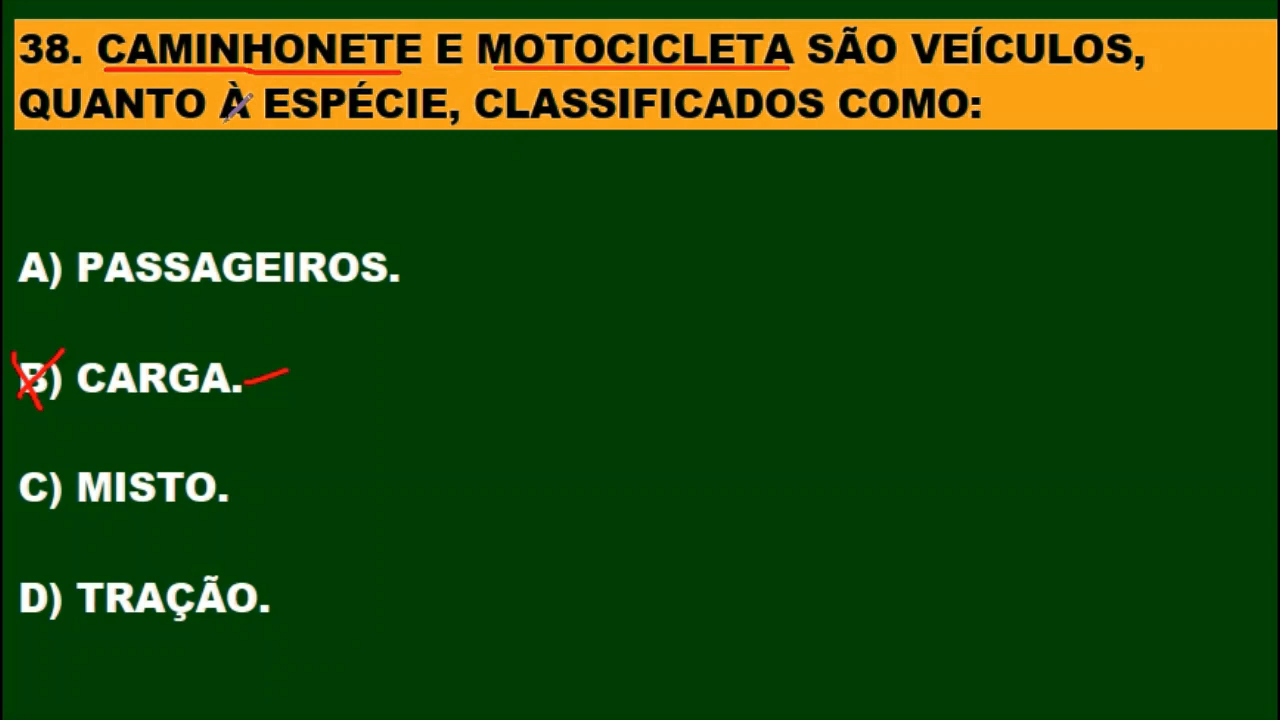 38. CAMINHONETE E MOTOCICLETA SÃO VEÍCULOS,
QUANTO À ESPÉCIE, CLASSIFICADOS COMO:
A) PASSAGEIROS.
B) CARGA.
C) MISTO.
D) TRAÇÃO.